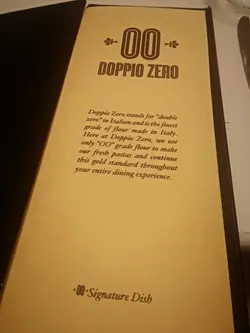 00
DOPPIO ZERO
Doppio Zero stands for "double
zero" in Italian and is the finest
grade of flour made in Italy.
Here at Doppio Zero, we use
only "OO" grade flour to make
our fresh pastas and continue
this gold standard throughout
your entire dining experience.
00 Signature Dish